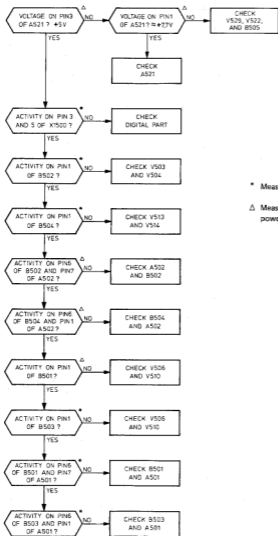 VOLTAGE ON PIN3
OF A521 ? +5V
NO
VOLTAGE ON PIN1
OF A521 ? ≈ +7,7V
NO
CHECK
V525, V522,
AND B505
YES
YES
CHECK
A521
ACTIVITY ON PIN 3
AND 5 OF X1500 ?
*
NO
CHECK
DIGITAL PART
YES
ACTIVITY ON PIN1
OF B502 ?
*
NO
CHECK V503
AND V504
YES
* Meas
ACTIVITY ON PIN1
OF B504 ?
*
NO
CHECK V513
AND V514
Δ Meas
powe
YES
ACTIVITY ON PIN6
OF B502 AND PIN7
OF A502 ?
Δ
NO
CHECK A502
AND B502
YES
ACTIVITY ON PIN6
OF B504 AND PIN1
OF A502 ?
Δ
NO
CHECK B504
AND A502
YES
ACTIVITY ON PIN1
OF B501 ?
Δ
NO
CHECK V506
AND V510
YES
ACTIVITY ON PIN1
OF B503 ?
*
NO
CHECK V506
AND V510
YES
ACTIVITY ON PIN6
OF B501 AND PIN7
OF A501 ?
*
NO
CHECK B501
AND A501
YES
ACTIVITY ON PIN6
OF B503 AND PIN1
OF A501 ?
*
NO
CHECK B503
AND A501